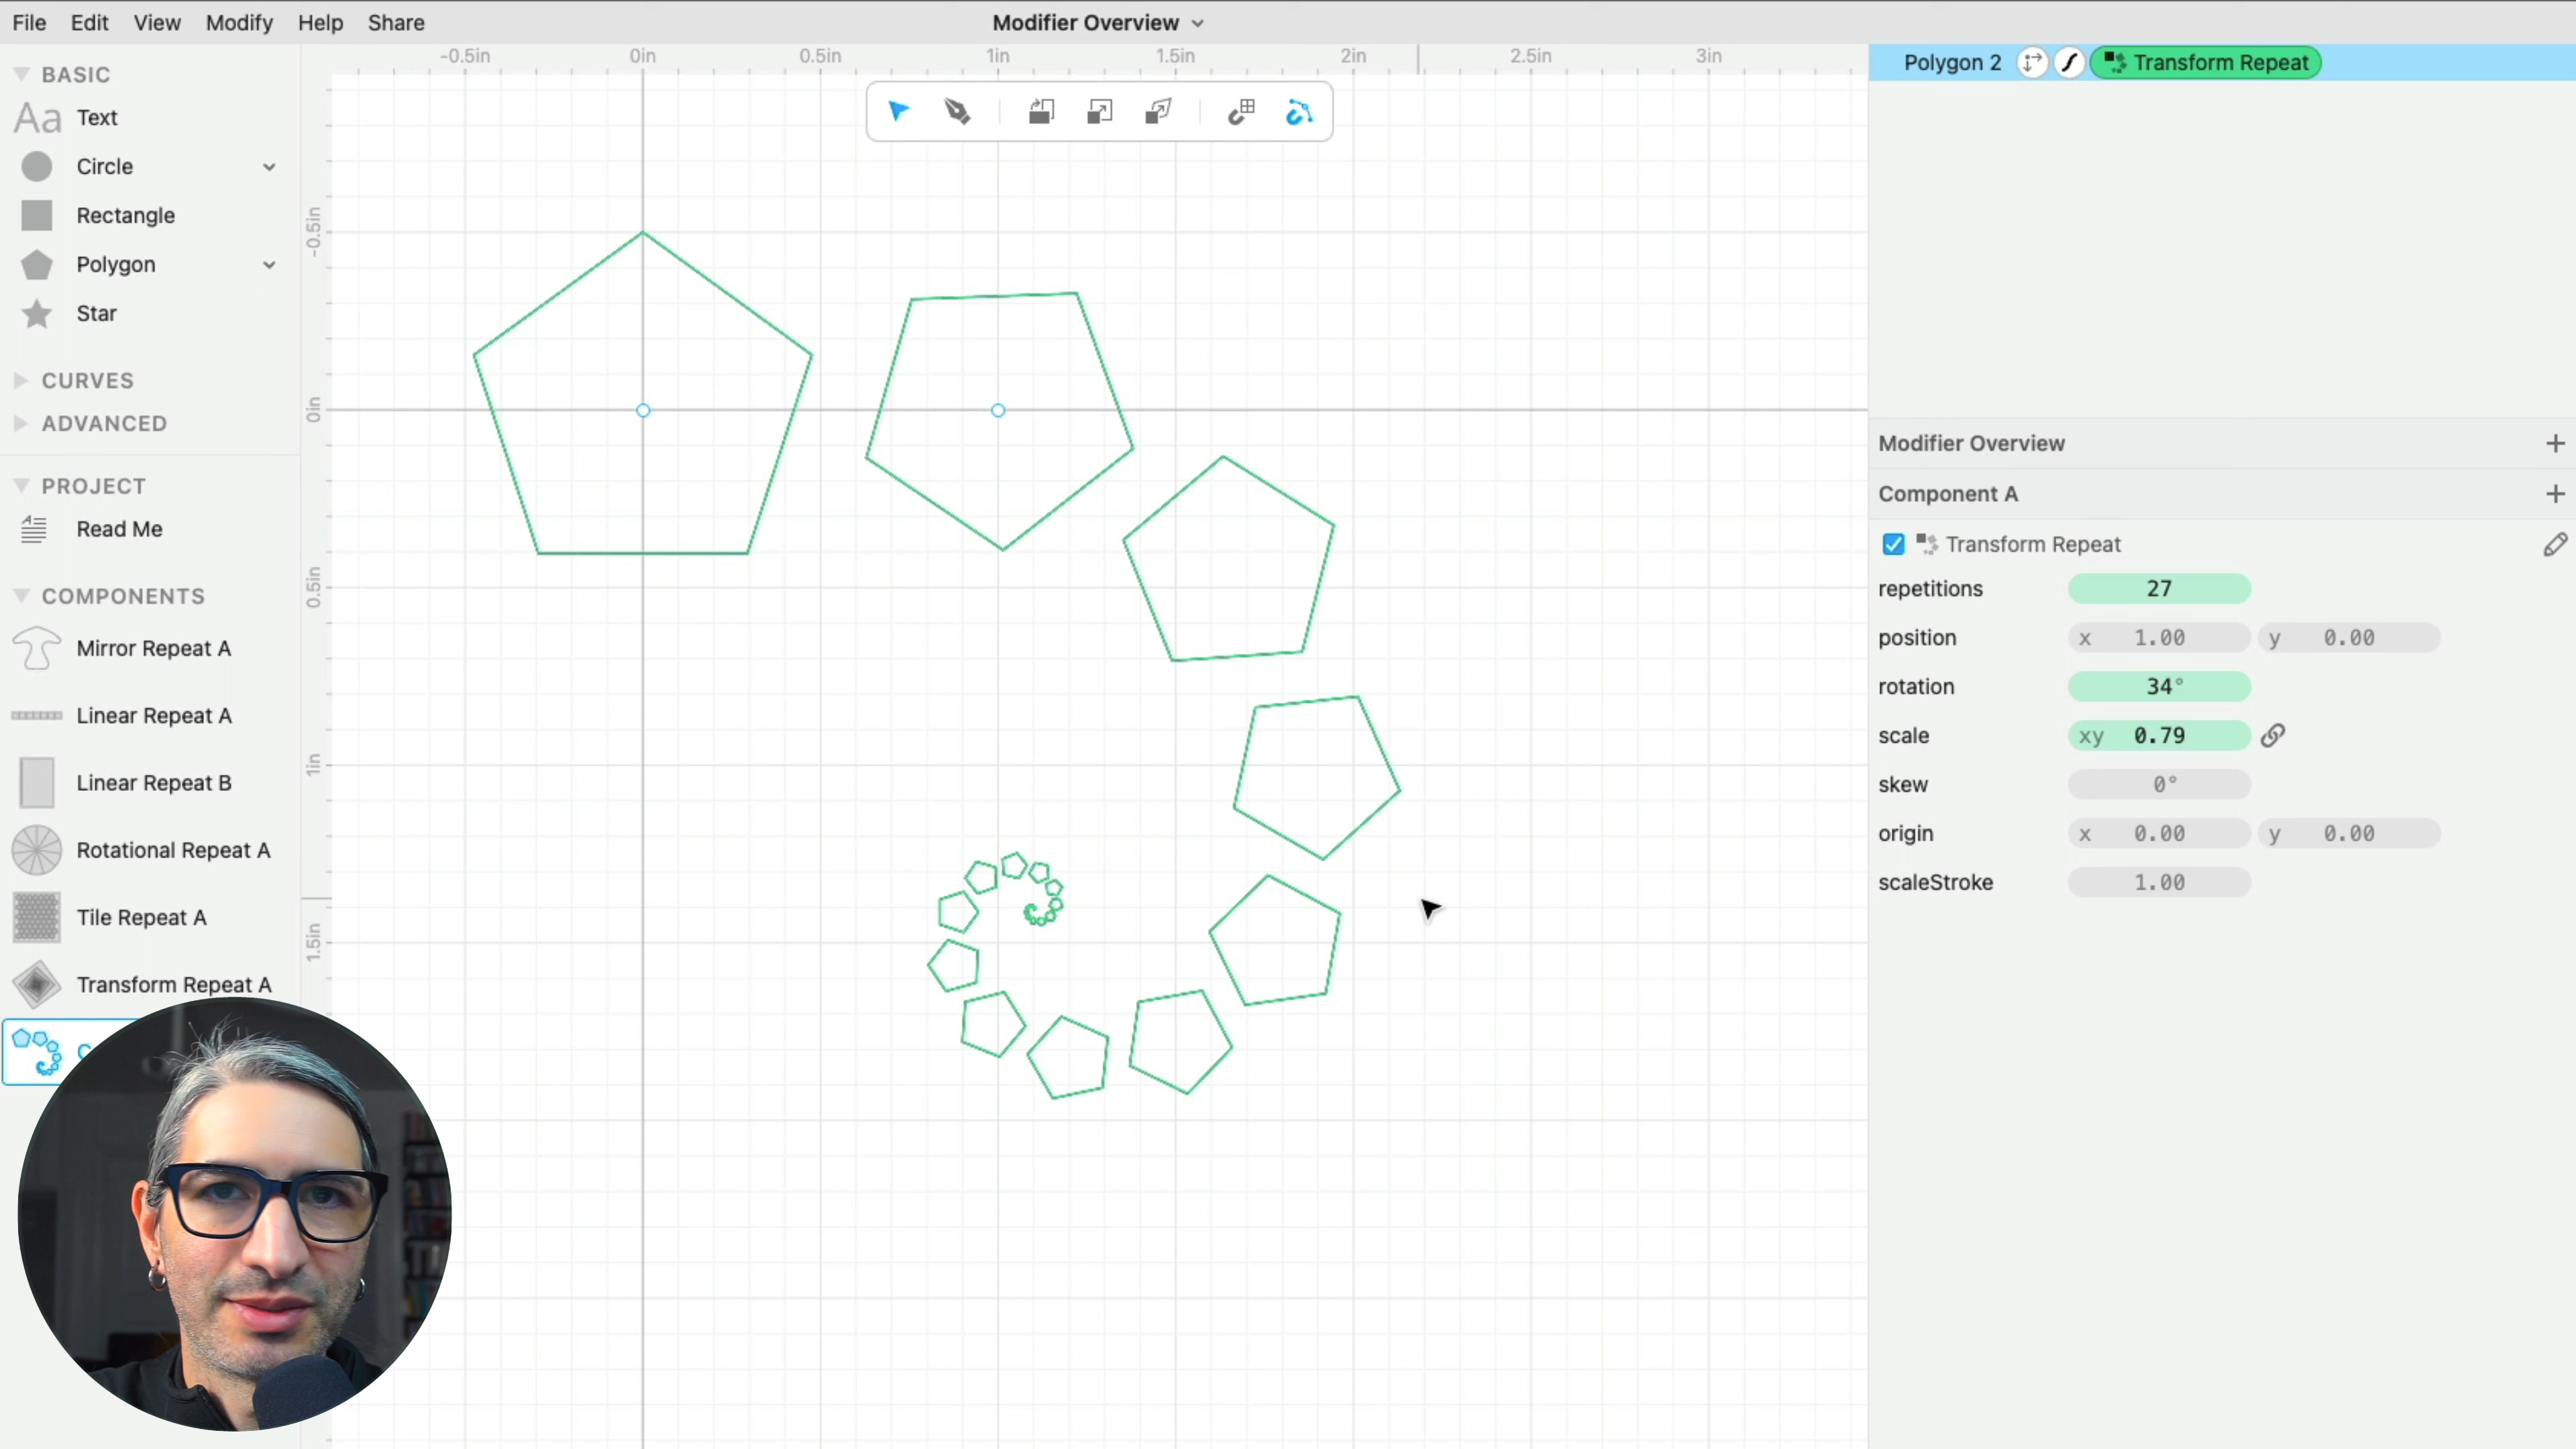 File Edit View Modify Help Share
Modifier Overview
BASIC
Aa Text
Circle
Rectangle
Polygon
Star
CURVES
ADVANCED
PROJECT
A Read Me
COMPONENTS
Mirror Repeat A
Linear Repeat A
Linear Repeat B
Rotational Repeat A
Tile Repeat A
Transform Repeat A
-0.5in 0in 0.5in 1in 1.5in 2in 2.5in 3in
-0.5in
0in
0.5in
1in
1.5in
Polygon 2 Transform Repeat
Modifier Overview +
Component A +
Transform Repeat
repetitions 27
position x 1.00 y 0.00
rotation 34°
scale xy 0.79
skew 0°
origin x 0.00 y 0.00
scaleStroke 1.00